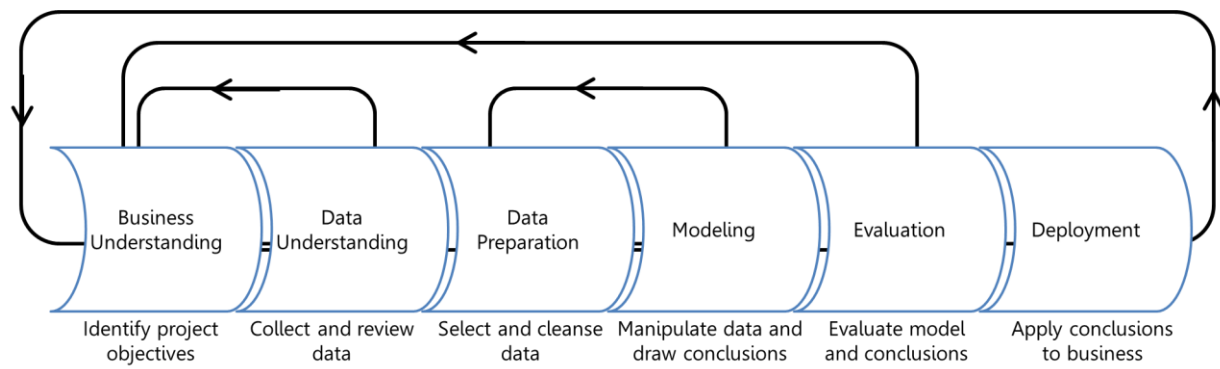 Business
Understanding
Data
Understanding
Data
Preparation
Modeling
Evaluation
Deployment
Identify project
objectives
Collect and review
data
Select and cleanse
data
Manipulate data and
draw conclusions
Evaluate model
and conclusions
Apply conclusions
to business